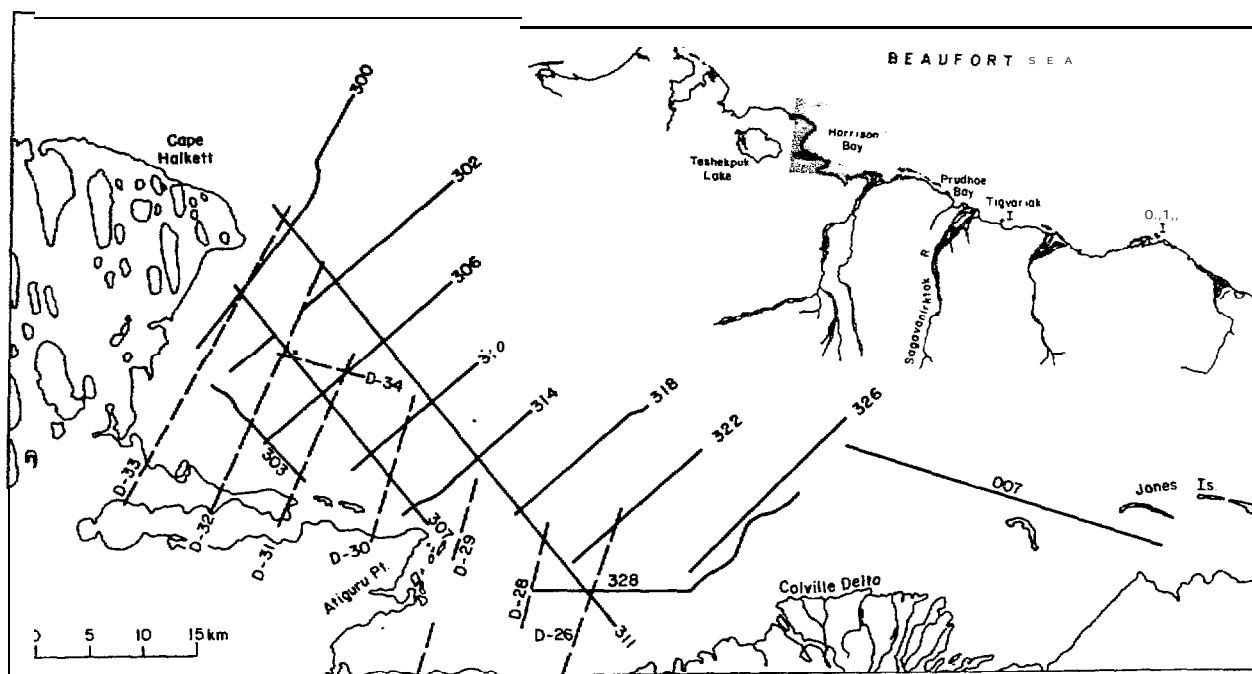 BEAUFORT SEA
300
Cape
Halkett
Harrison
Bay
Teshekpuk
Lake
302
Prudhoe
Bay
Tigvariak
I
I
306
R
Sagavanirktok
D-34
314
318
322
326
303
D-33
007
Jones Is
D-32
307
D-31
D-30
D-29
Atiguru Pt.
D-28
328
Colville Delta
D-26
311
0 5 10 15 km